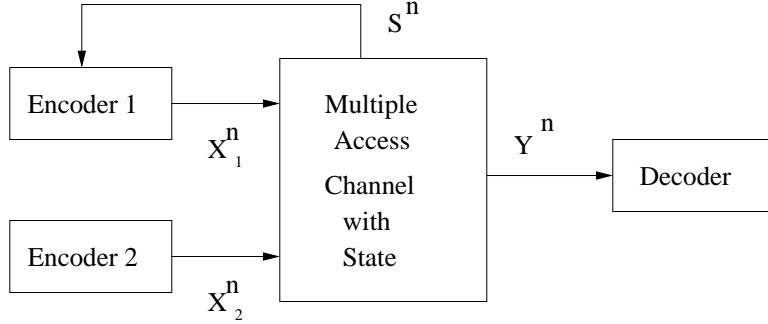 S^n
Encoder 1
X_1^n
Multiple
Access
Channel
with
State
Y^n
Decoder
Encoder 2
X_2^n